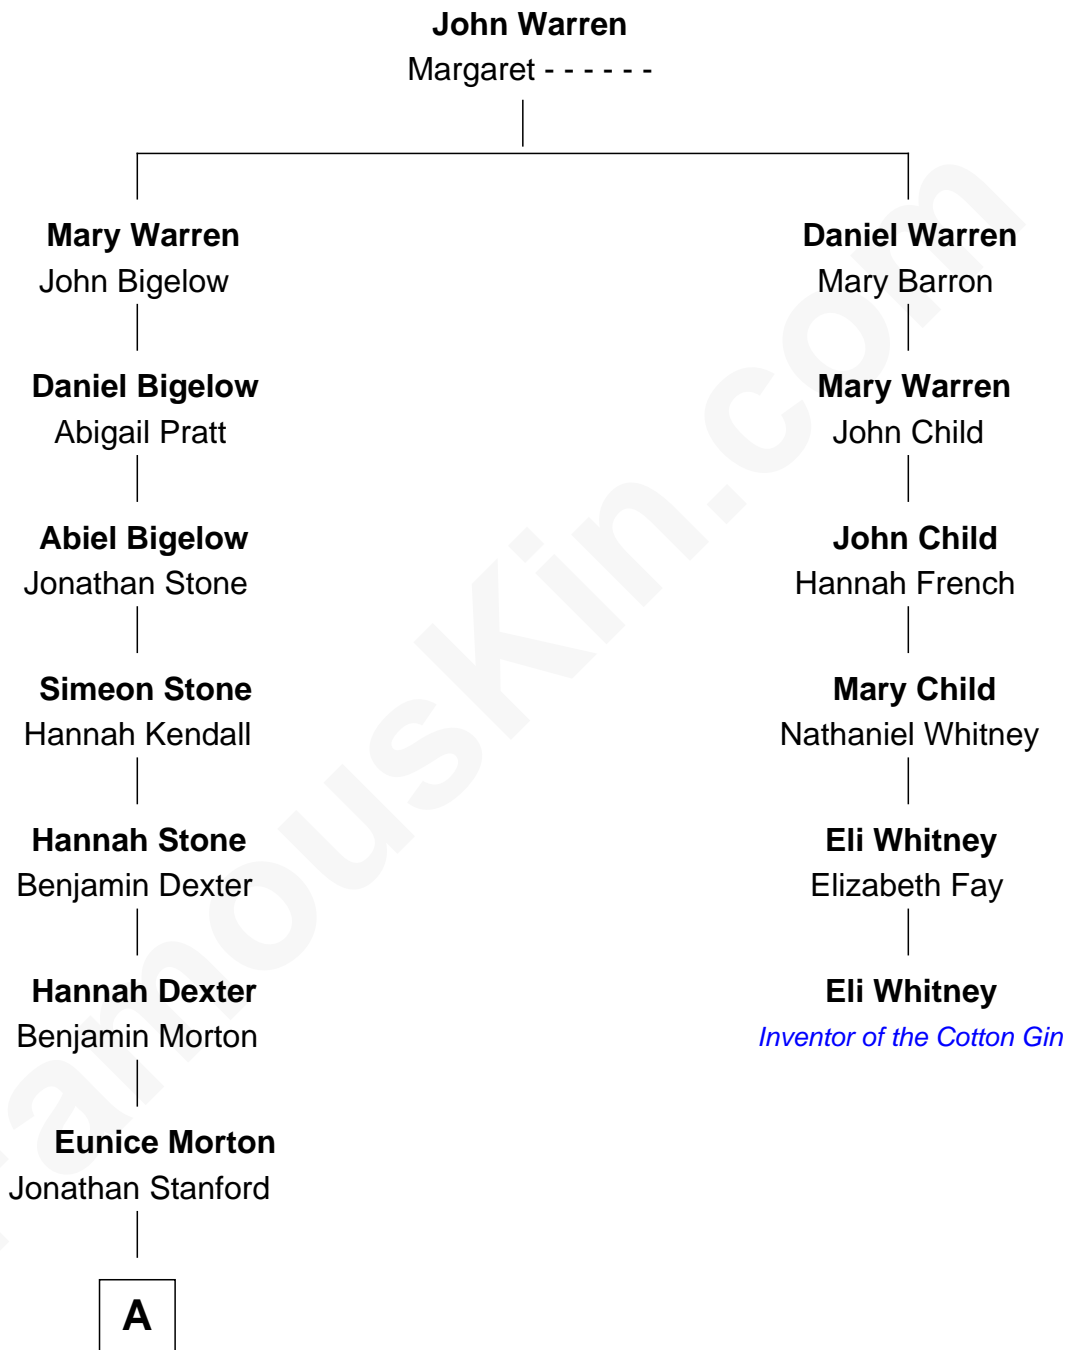 John Warren
Margaret - - - - - -
Mary Warren
John Bigelow
Daniel Warren
Mary Barron
Daniel Bigelow
Abigail Pratt
Mary Warren
John Child
Abiel Bigelow
Jonathan Stone
John Child
Hannah French
Simeon Stone
Hannah Kendall
Mary Child
Nathaniel Whitney
Hannah Stone
Benjamin Dexter
Eli Whitney
Elizabeth Fay
Hannah Dexter
Benjamin Morton
Eli Whitney
Inventor of the Cotton Gin
Eunice Morton
Jonathan Stanford
A
FamousKin.com